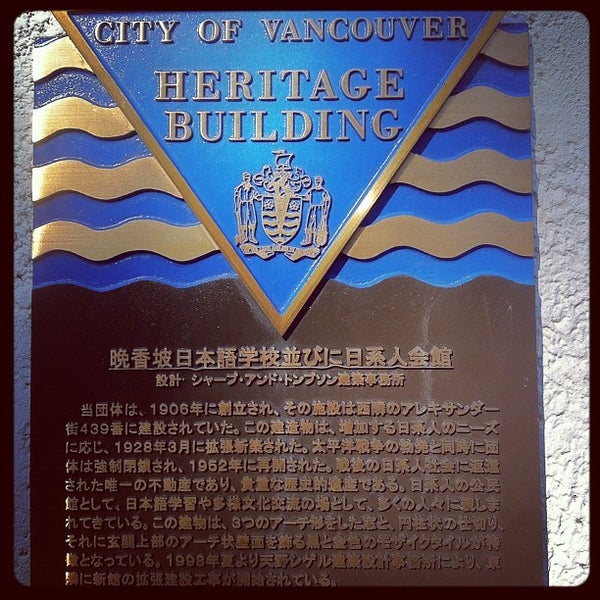 CITY OF VANCOUVER
HERITAGE
BUILDING
晩香坡日本語学校並びに日系人会館
設計・シャープ・アンド・トンプソン建築事務所
当団体は、1906年に創立され、その施設は西隣のアレキサンダー
街439番に建設されていた。この建造物は、増加する日系人のニーズ
に応じ、1928年3月に拡張新築された。太平洋戦争の勃発と同時に団
体は強制閉鎖され、1952年に再開された。戦後の日系人社会に返還
された唯一の不動産であり、貴重な歴史的遺産である。日系人の公民
館として、日本語学習や多様文化交流の場として、多くの人々に親しま
れてきている。この建物は、3つのアーチ形をした窓と、円柱状の仕切り、
それに玄関上部のアーチ状壁面を飾る黒と金色のモザイクタイルが特
徴となっている。1998年夏より天野シゲル建築設計事務所により、東
隣に新館の拡張建設工事が開始されている。